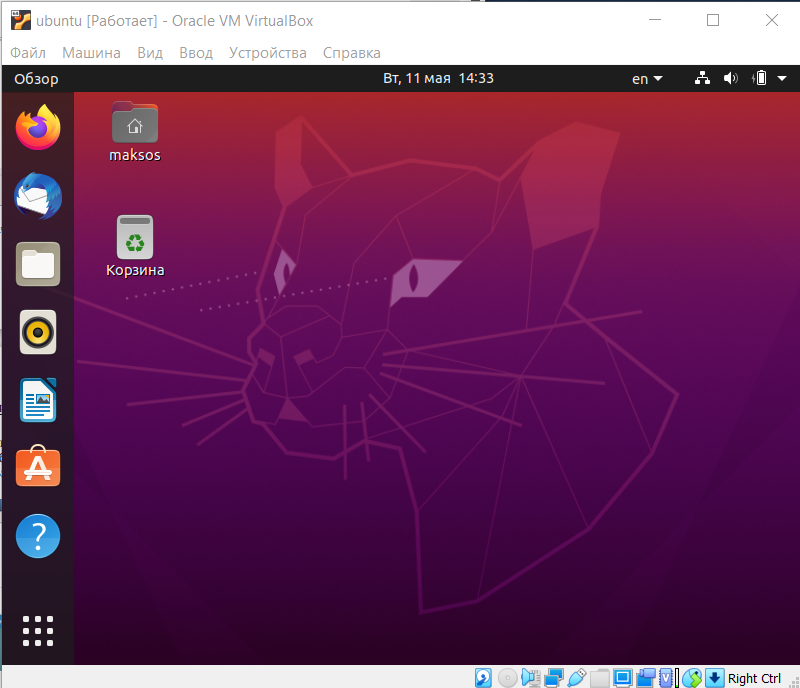 ubuntu [Работает] - Oracle VM VirtualBox
Файл Машина Вид Ввод Устройства Справка
Обзор Вт, 11 мая 14:33 en
maksos
Корзина
Right Ctrl